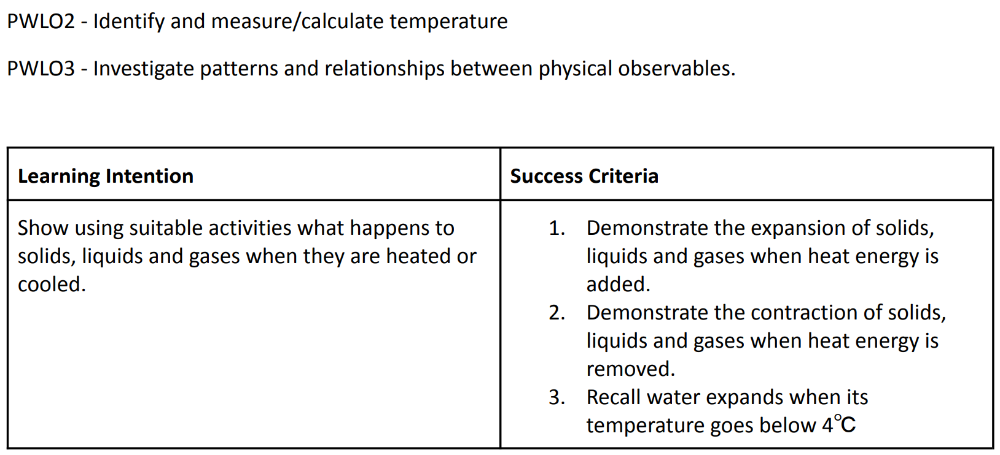 PWLO2 - Identify and measure/calculate temperature
PWLO3 - Investigate patterns and relationships between physical observables.
Learning Intention
Success Criteria
Show using suitable activities what happens to
solids, liquids and gases when they are heated or
cooled.
1. Demonstrate the expansion of solids,
liquids and gases when heat energy is
added.
2. Demonstrate the contraction of solids,
liquids and gases when heat energy is
removed.
3. Recall water expands when its
temperature goes below 4℃